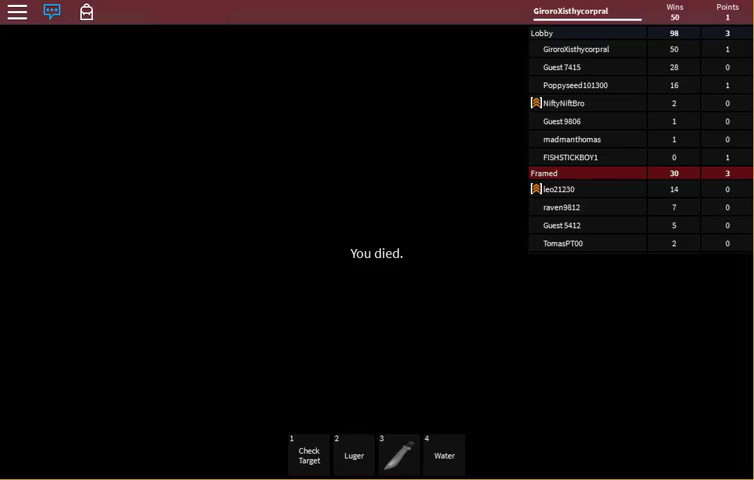 GiroroXisthycorpral Wins 50 Points 1
Lobby 98 3
GiroroXisthycorpral 50 1
Guest 7415 28 0
Poppyseed101300 16 1
NiftyNiftBro 2 0
Guest 9806 1 0
madmanthomas 1 0
FISHSTICKBOY1 0 1
Framed 30 3
leo21230 14 0
raven9812 7 0
Guest 5412 5 0
TomasPT00 2 0
You died.
1 Check Target
2 Luger
3
4 Water